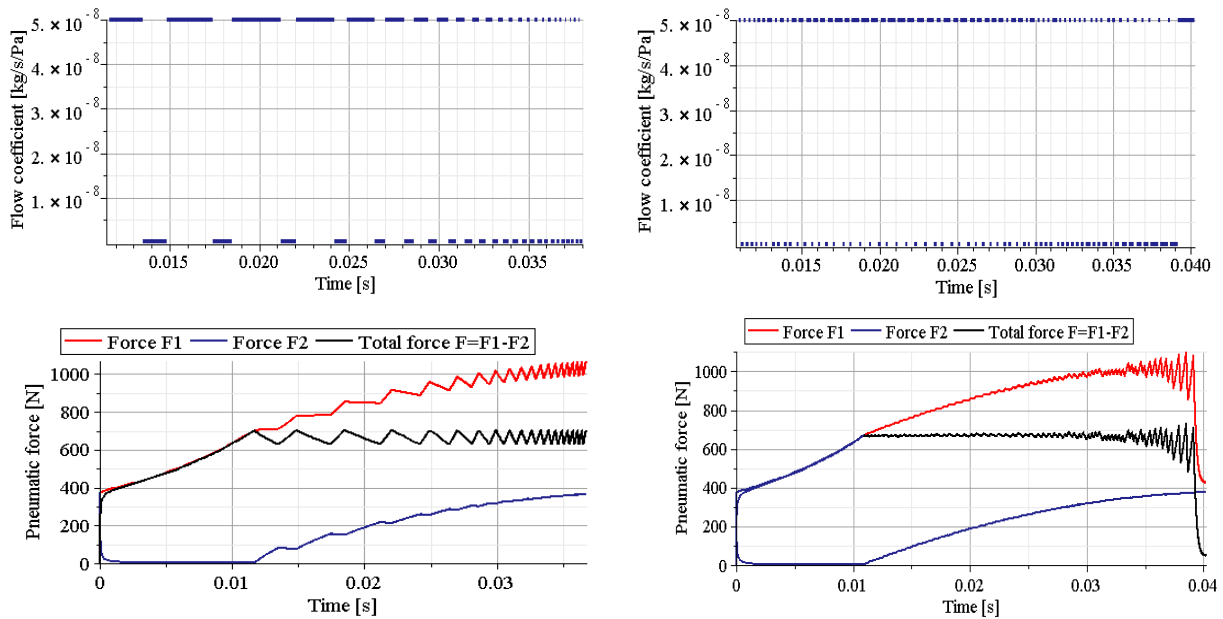 Flow coefficient [kg/s/Pa]
5. × 10⁻⁸
4. × 10⁻⁸
3. × 10⁻⁸
2. × 10⁻⁸
1. × 10⁻⁸
0.015 0.020 0.025 0.030 0.035
Time [s]
Flow coefficient [kg/s/Pa]
5. × 10⁻⁸
4. × 10⁻⁸
3. × 10⁻⁸
2. × 10⁻⁸
1. × 10⁻⁸
0.015 0.020 0.025 0.030 0.035 0.040
Time [s]
Force F1 Force F2 Total force F=F1-F2
Pneumatic force [N]
1000
800
600
400
200
0
0 0.01 0.02 0.03
Time [s]
Force F1 Force F2 Total force F=F1-F2
Pneumatic force [N]
1000
800
600
400
200
0
0 0.01 0.02 0.03 0.04
Time [s]